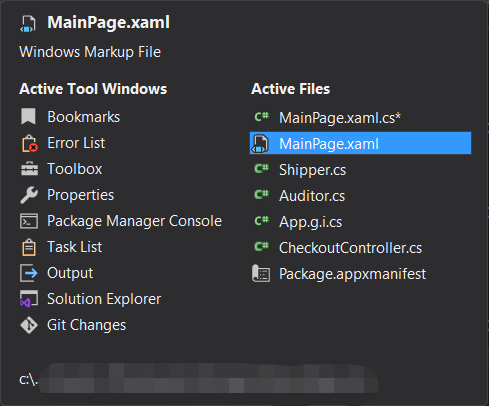 MainPage.xaml
Windows Markup File
Active Tool Windows
Bookmarks
Error List
Toolbox
Properties
Package Manager Console
Task List
Output
Solution Explorer
Git Changes
Active Files
C# MainPage.xaml.cs*
MainPage.xaml
C# Shipper.cs
C# Auditor.cs
C# App.g.i.cs
C# CheckoutController.cs
Package.appxmanifest
c:\.